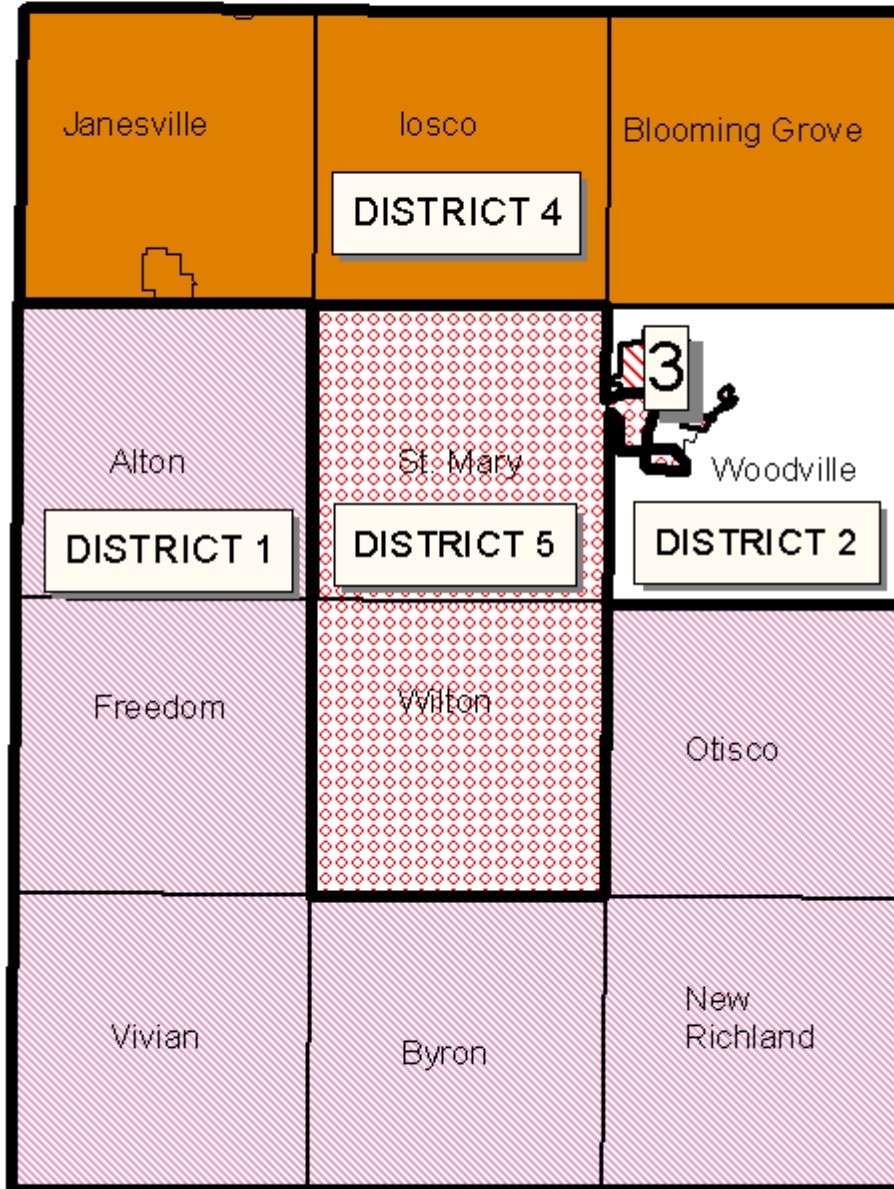 Janesville
Iosco
Blooming Grove
DISTRICT 4
3
Alton
St. Mary
Woodville
DISTRICT 1
DISTRICT 5
DISTRICT 2
Freedom
Wilton
Otisco
Vivian
Byron
New
Richland